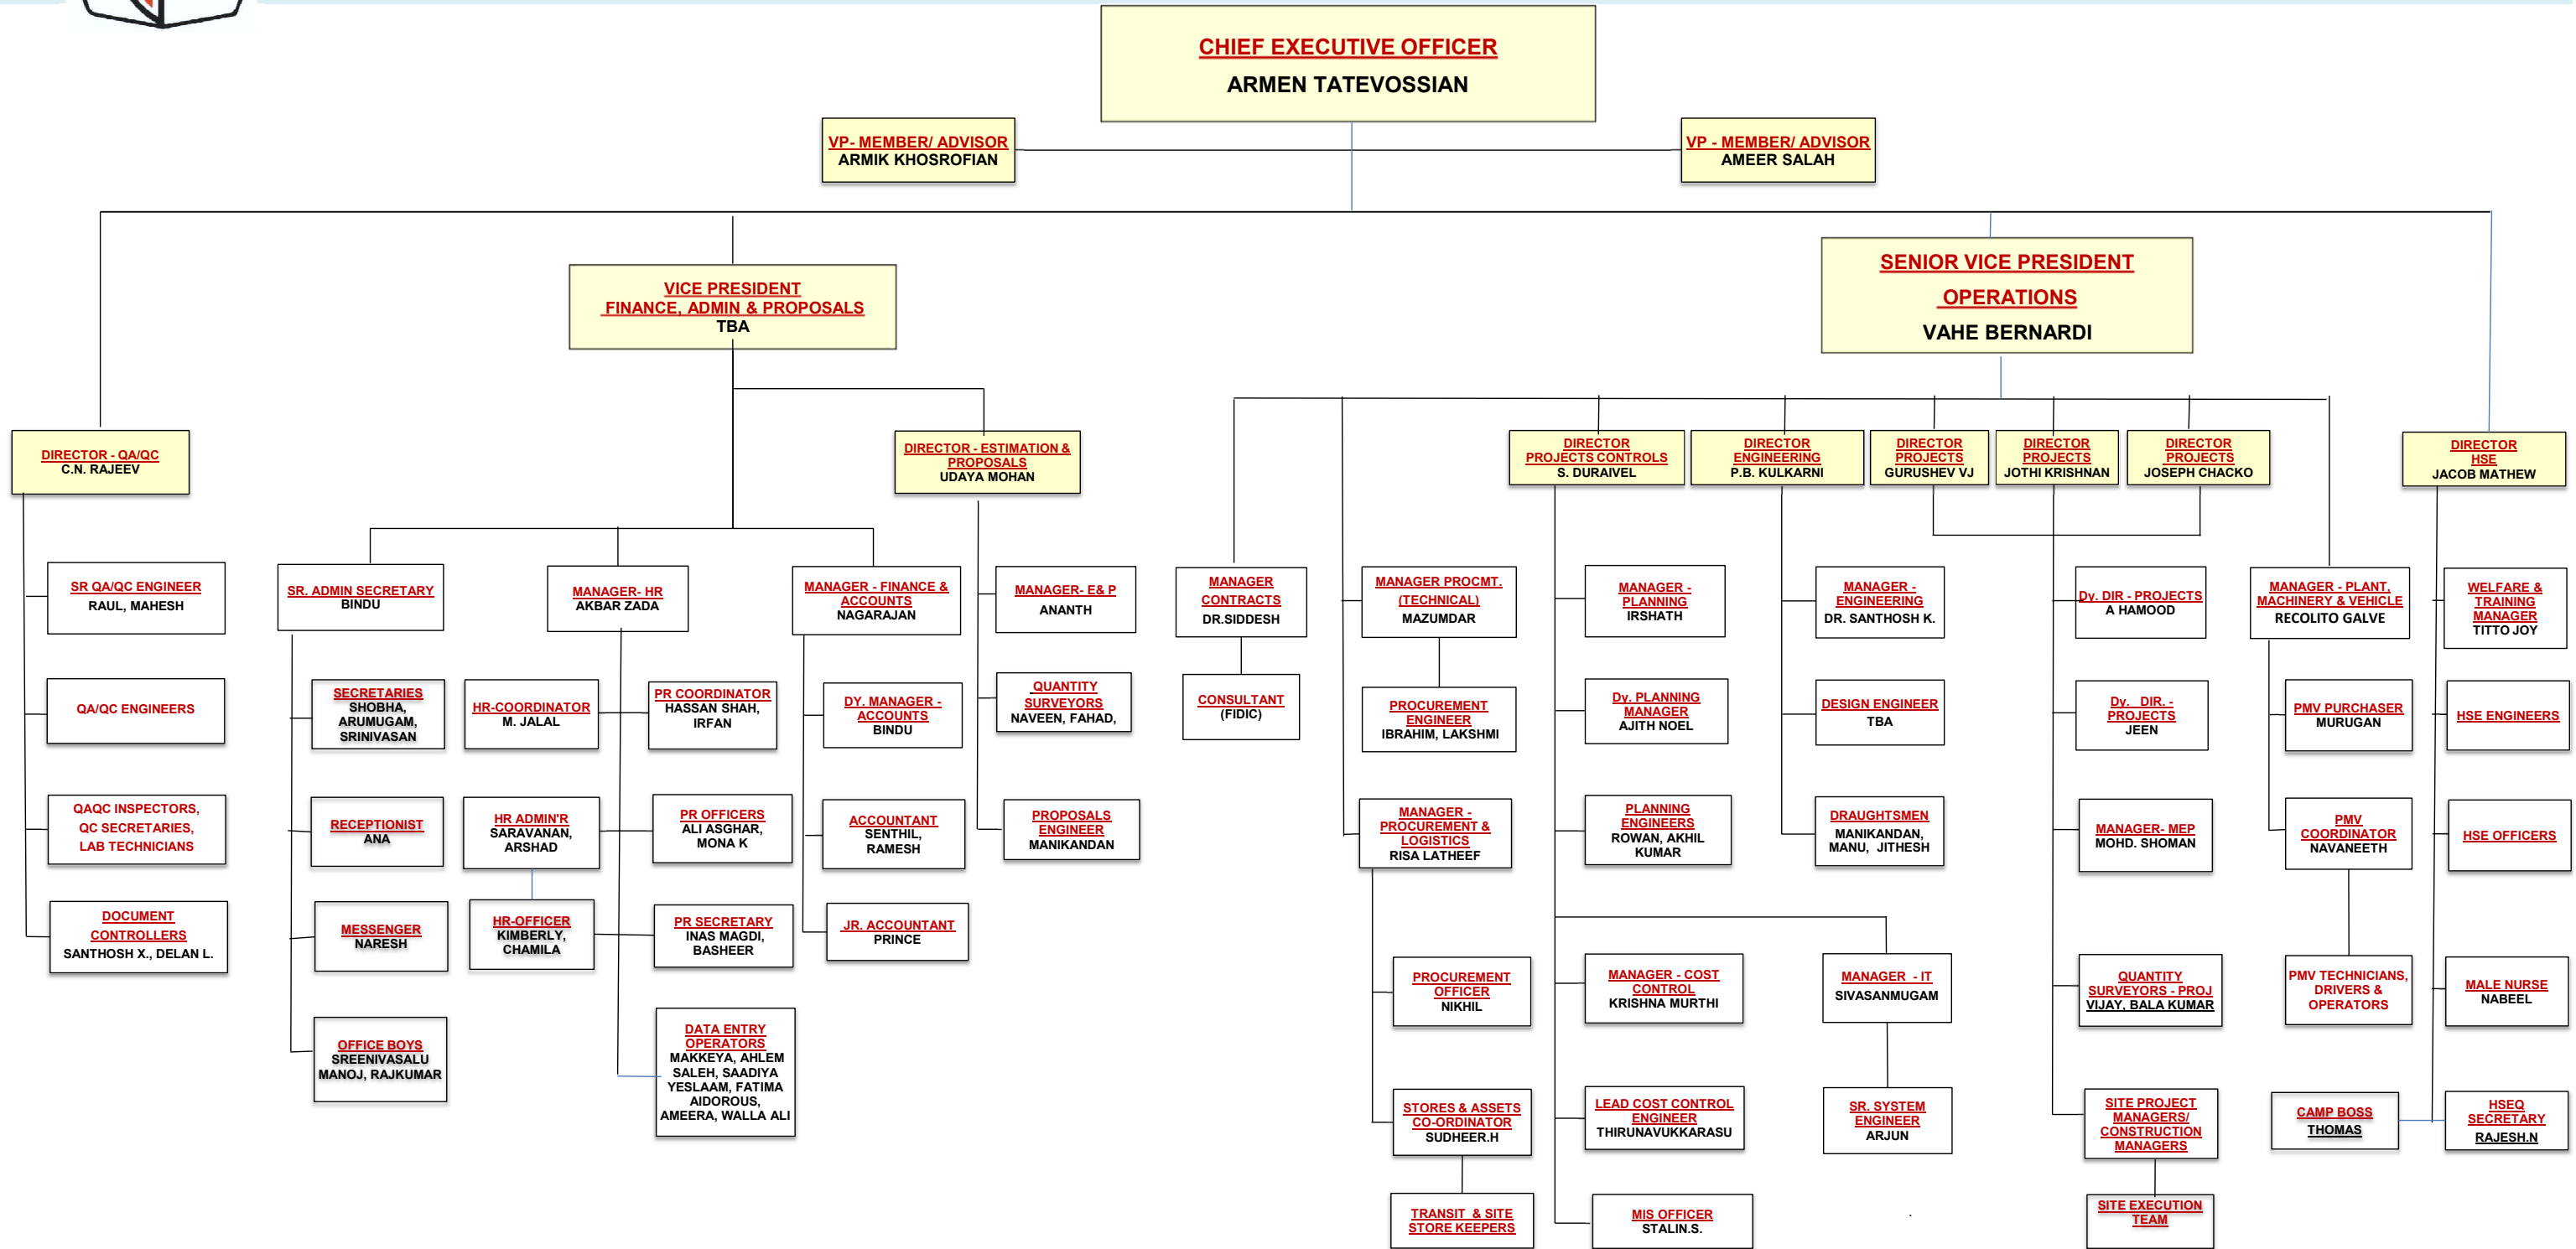 CHIEF EXECUTIVE OFFICER
ARMEN TATEVOSSIAN
VP- MEMBER/ ADVISOR
ARMIK KHOSROFIAN
VP - MEMBER/ ADVISOR
AMEER SALAH
VICE PRESIDENT
FINANCE, ADMIN & PROPOSALS
TBA
SENIOR VICE PRESIDENT
OPERATIONS
VAHE BERNARDI
DIRECTOR - QA/QC
C.N. RAJEEV
DIRECTOR - ESTIMATION &
PROPOSALS
UDAYA MOHAN
DIRECTOR
PROJECTS CONTROLS
S. DURAIVEL
DIRECTOR
ENGINEERING
P.B. KULKARNI
DIRECTOR
PROJECTS
GURUSHEV VJ
DIRECTOR
PROJECTS
JOTHI KRISHNAN
DIRECTOR
PROJECTS
JOSEPH CHACKO
DIRECTOR
HSE
JACOB MATHEW
SR QA/QC ENGINEER
RAUL, MAHESH
SR. ADMIN SECRETARY
BINDU
MANAGER- HR
AKBAR ZADA
MANAGER - FINANCE &
ACCOUNTS
NAGARAJAN
MANAGER- E& P
ANANTH
MANAGER
CONTRACTS
DR.SIDDESH
MANAGER PROCMT.
(TECHNICAL)
MAZUMDAR
MANAGER -
PLANNING
IRSHATH
MANAGER -
ENGINEERING
DR. SANTHOSH K.
Dy. DIR - PROJECTS
A HAMOOD
MANAGER - PLANT,
MACHINERY & VEHICLE
RECOLITO GALVE
WELFARE &
TRAINING
MANAGER
TITTO JOY
QA/QC ENGINEERS
SECRETARIES
SHOBHA,
ARUMUGAM,
SRINIVASAN
HR-COORDINATOR
M. JALAL
PR COORDINATOR
HASSAN SHAH,
IRFAN
DY. MANAGER -
ACCOUNTS
BINDU
QUANTITY
SURVEYORS
NAVEEN, FAHAD,
CONSULTANT
(FIDIC)
PROCUREMENT
ENGINEER
IBRAHIM, LAKSHMI
Dy. PLANNING
MANAGER
AJITH NOEL
DESIGN ENGINEER
TBA
Dy. DIR. -
PROJECTS
JEEN
PMV PURCHASER
MURUGAN
HSE ENGINEERS
QAQC INSPECTORS,
QC SECRETARIES,
LAB TECHNICIANS
RECEPTIONIST
ANA
HR ADMIN'R
SARAVANAN,
ARSHAD
PR OFFICERS
ALI ASGHAR,
MONA K
ACCOUNTANT
SENTHIL,
RAMESH
PROPOSALS
ENGINEER
MANIKANDAN
MANAGER -
PROCUREMENT &
LOGISTICS
RISA LATHEEF
PLANNING
ENGINEERS
ROWAN, AKHIL
KUMAR
DRAUGHTSMEN
MANIKANDAN,
MANU, JITHESH
MANAGER- MEP
MOHD. SHOMAN
PMV
COORDINATOR
NAVANEETH
HSE OFFICERS
DOCUMENT
CONTROLLERS
SANTHOSH X., DELAN L.
MESSENGER
NARESH
HR-OFFICER
KIMBERLY,
CHAMILA
PR SECRETARY
INAS MAGDI,
BASHEER
JR. ACCOUNTANT
PRINCE
PROCUREMENT
OFFICER
NIKHIL
MANAGER - COST
CONTROL
KRISHNA MURTHI
MANAGER - IT
SIVASANMUGAM
QUANTITY
SURVEYORS - PROJ
VIJAY, BALA KUMAR
PMV TECHNICIANS,
DRIVERS &
OPERATORS
MALE NURSE
NABEEL
OFFICE BOYS
SREENIVASALU
MANOJ, RAJKUMAR
DATA ENTRY
OPERATORS
MAKKEYA, AHLEM
SALEH, SAADIYA
YESLAAM, FATIMA
AIDOROUS,
AMEERA, WALLA ALI
STORES & ASSETS
CO-ORDINATOR
SUDHEER.H
LEAD COST CONTROL
ENGINEER
THIRUNAVUKKARASU
SR. SYSTEM
ENGINEER
ARJUN
SITE PROJECT
MANAGERS/
CONSTRUCTION
MANAGERS
CAMP BOSS
THOMAS
HSEQ
SECRETARY
RAJESH.N
TRANSIT & SITE
STORE KEEPERS
MIS OFFICER
STALIN.S.
SITE EXECUTION
TEAM